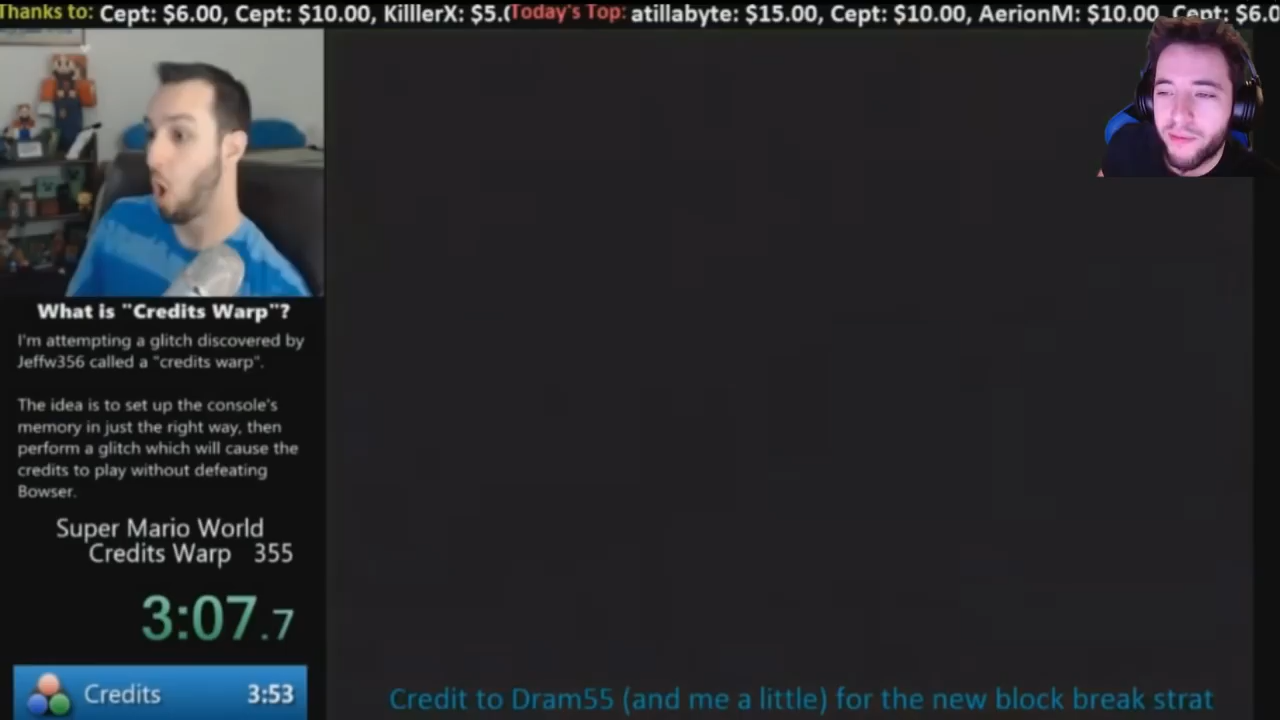 Thanks to: Cept: $6.00, Cept: $10.00, KilllerX: $5.0
Today's Top: atillabyte: $15.00, Cept: $10.00, AerionM: $10.00, Cept: $6.0
What is "Credits Warp"?
I'm attempting a glitch discovered by
Jeffw356 called a "credits warp".
The idea is to set up the console's
memory in just the right way, then
perform a glitch which will cause the
credits to play without defeating
Bowser.
Super Mario World
Credits Warp 355
3:07.7
Credits 3:53
Credit to Dram55 (and me a little) for the new block break strat